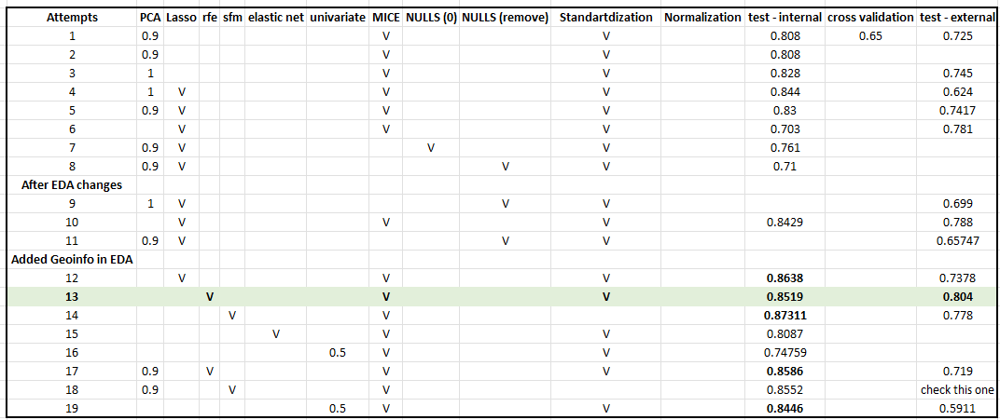 Attempts PCA Lasso rfe sfm elastic net univariate MICE NULLS (0) NULLS (remove) Standartdization Normalization test - internal cross validation test - external
1 0.9 V V 0.808 0.65 0.725
2 0.9 V V 0.808
3 1 V V 0.828 0.745
4 1 V V V 0.844 0.624
5 0.9 V V V 0.83 0.7417
6 V V V 0.703 0.781
7 0.9 V V V 0.761
8 0.9 V V V 0.71
After EDA changes
9 1 V V V 0.699
10 V V V 0.8429 0.788
11 0.9 V V V 0.65747
Added Geoinfo in EDA
12 V V V 0.8638 0.7378
13 V V V 0.8519 0.804
14 V V 0.87311 0.778
15 V V V 0.8087
16 0.5 V V 0.74759
17 0.9 V V V 0.8586 0.719
18 0.9 V V 0.8552 check this one
19 0.5 V V 0.8446 0.5911